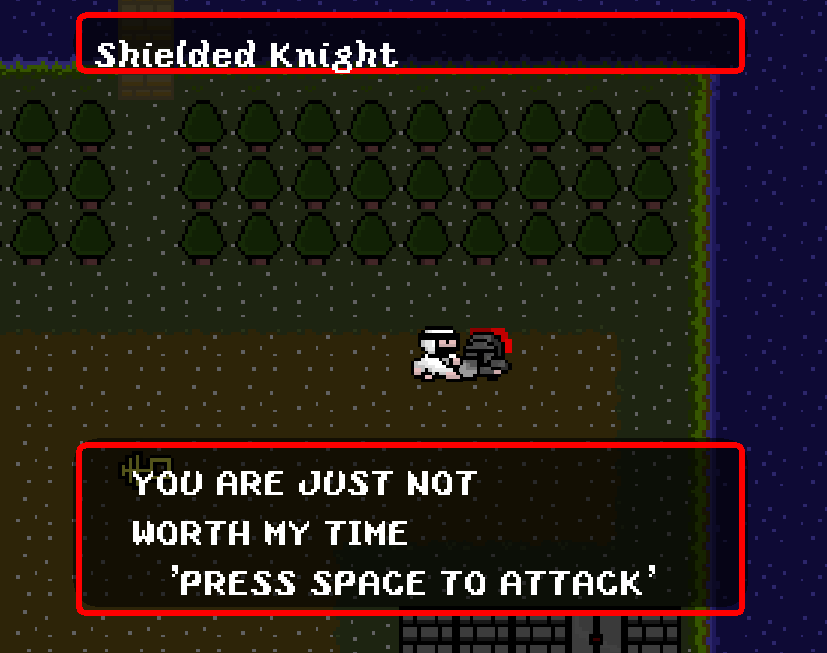 Shielded Knight
YOU ARE JUST NOT
WORTH MY TIME
'PRESS SPACE TO ATTACK'